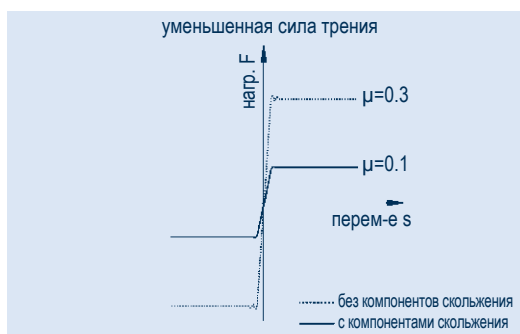 уменьшенная сила трения
нагр. F
μ=0.3
μ=0.1
перем-е s
без компонентов скольжения
с компонентами скольжения